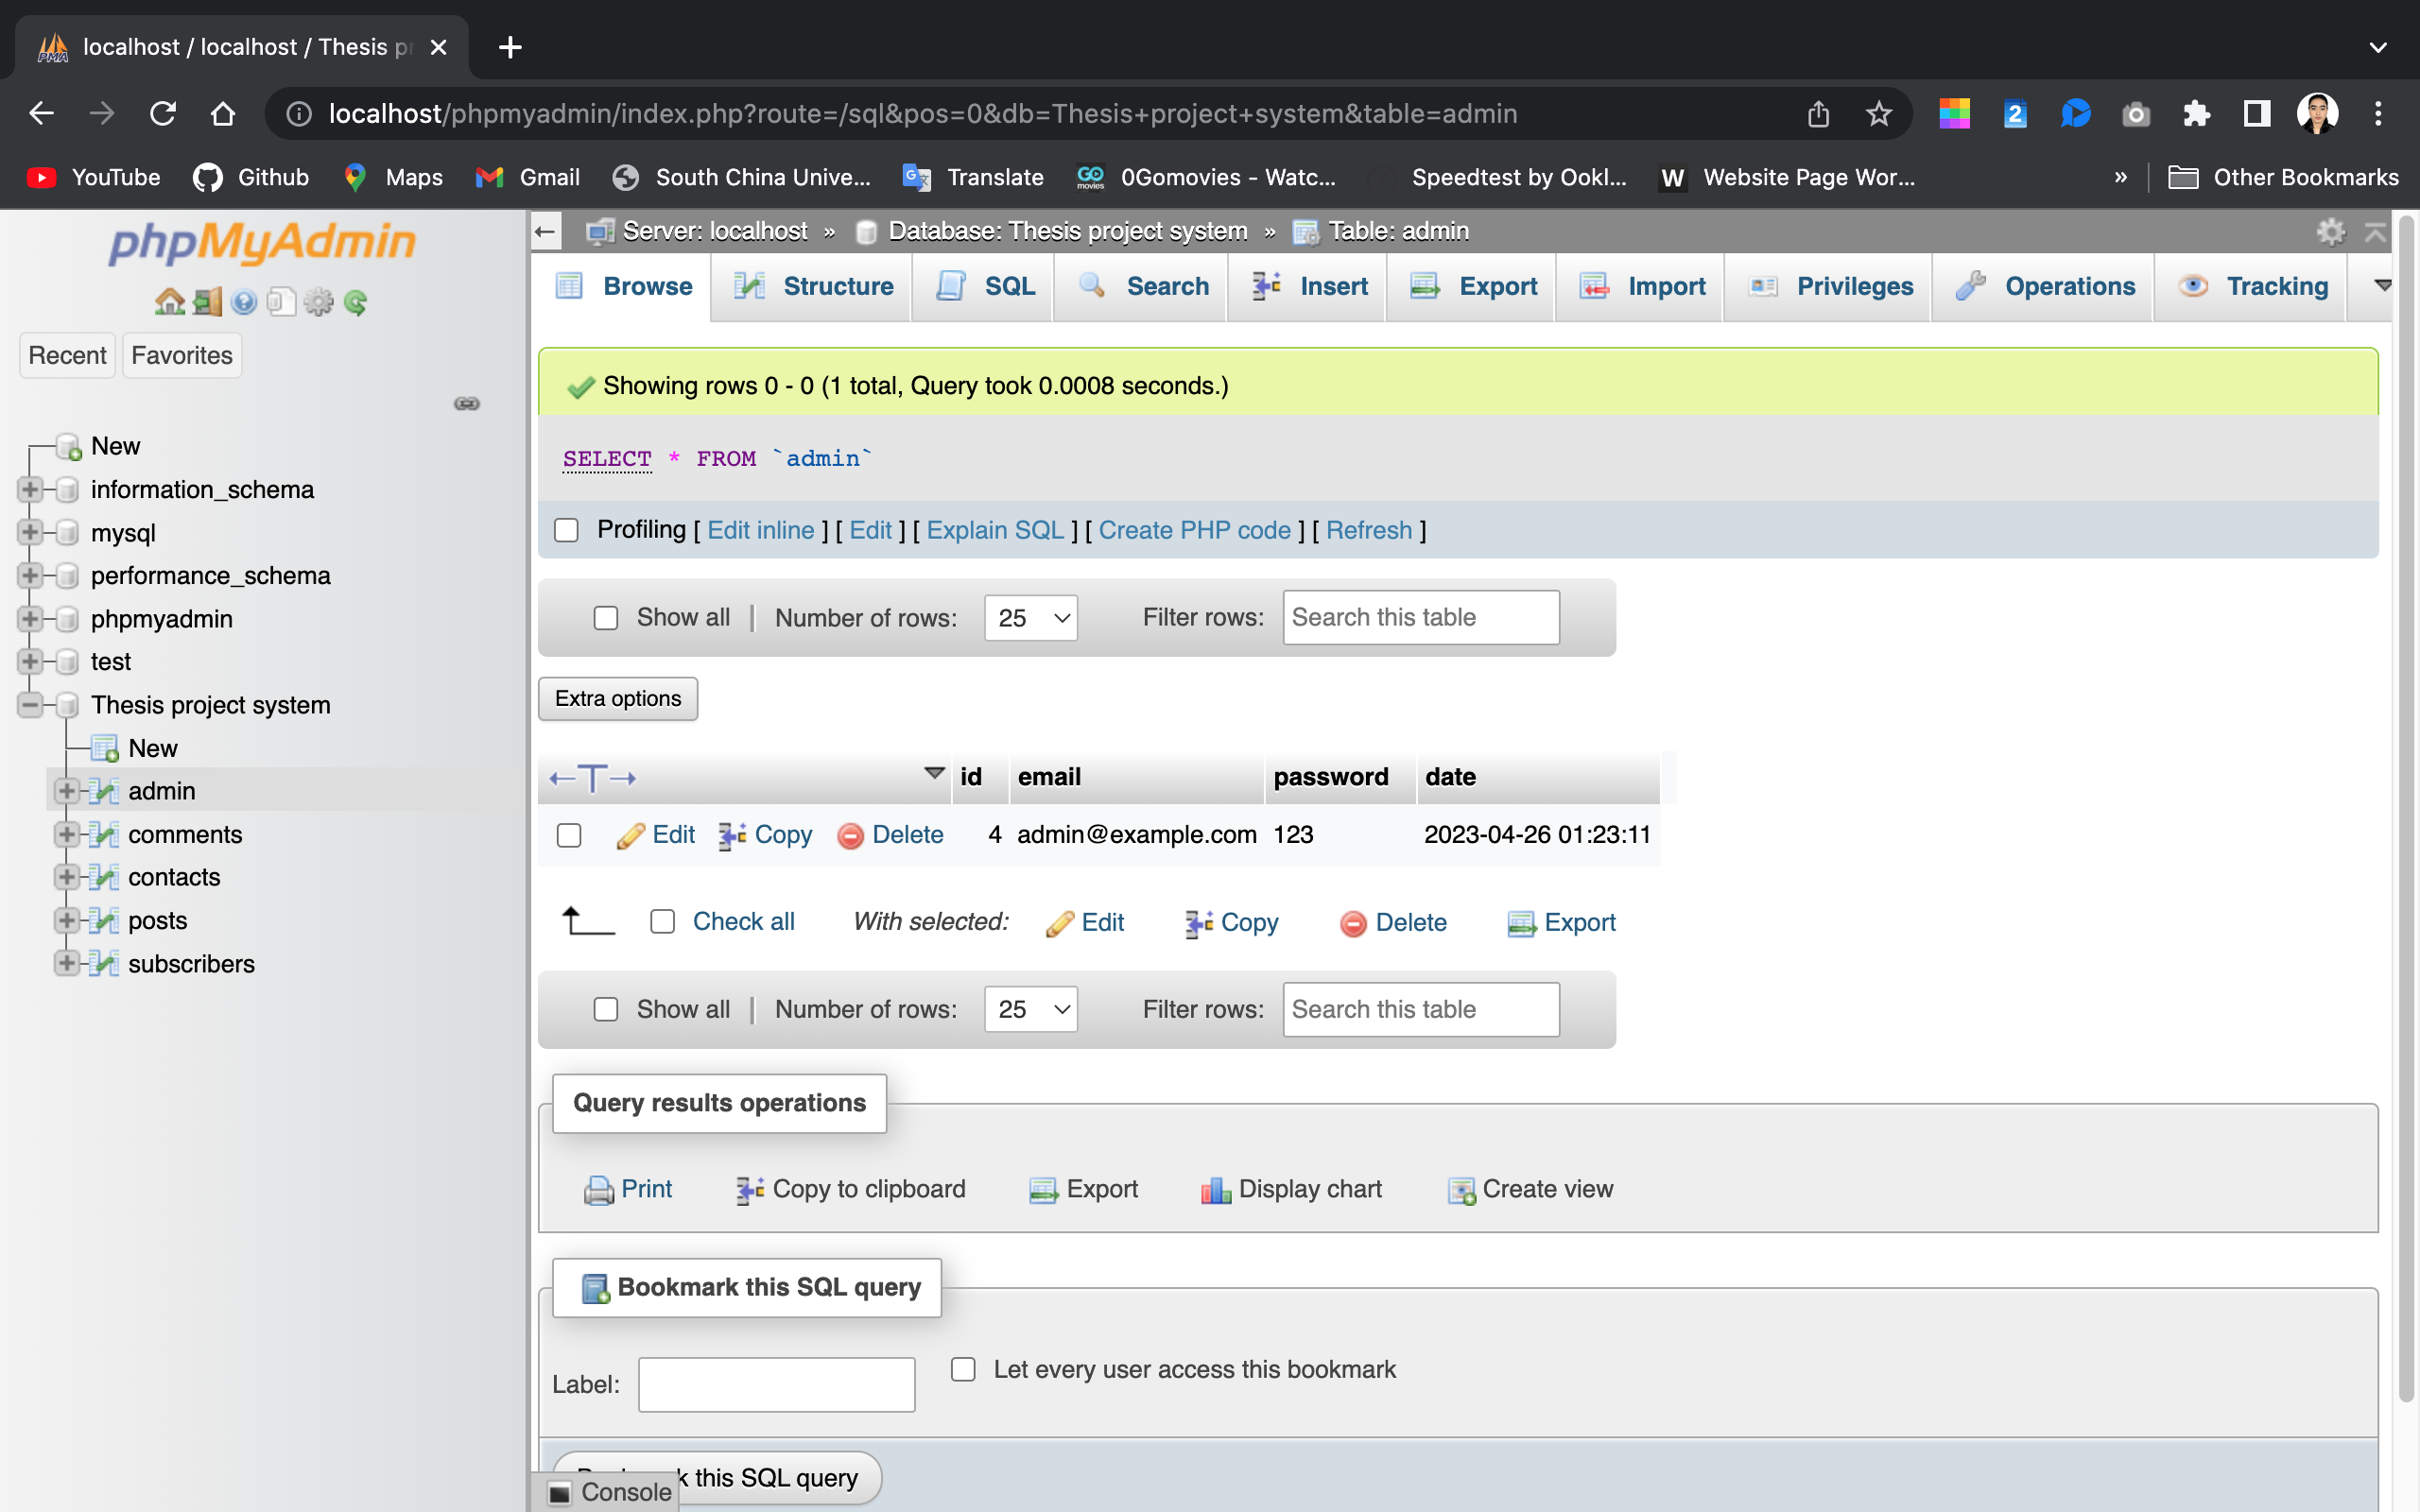 localhost / localhost / Thesis pr
localhost/phpmyadmin/index.php?route=/sql&pos=0&db=Thesis+project+system&table=admin
2
YouTube Github Maps Gmail South China Unive... Translate 0Gomovies - Watc... Speedtest by Ookl... W Website Page Wor... » Other Bookmarks
phpMyAdmin
Recent Favorites
New
information_schema
mysql
performance_schema
phpmyadmin
test
Thesis project system
New
admin
comments
contacts
posts
subscribers
Server: localhost » Database: Thesis project system » Table: admin
Browse Structure SQL Search Insert Export Import Privileges Operations Tracking
Showing rows 0 - 0 (1 total, Query took 0.0008 seconds.)
SELECT * FROM `admin`
Profiling [ Edit inline ] [ Edit ] [ Explain SQL ] [ Create PHP code ] [ Refresh ]
Show all | Number of rows: 25 Filter rows: Search this table
Extra options
←T→ id email password date
Edit Copy Delete 4 admin@example.com 123 2023-04-26 01:23:11
Check all With selected: Edit Copy Delete Export
Show all | Number of rows: 25 Filter rows: Search this table
Query results operations
Print Copy to clipboard Export Display chart Create view
Bookmark this SQL query
Label: Let every user access this bookmark
this SQL query
Console